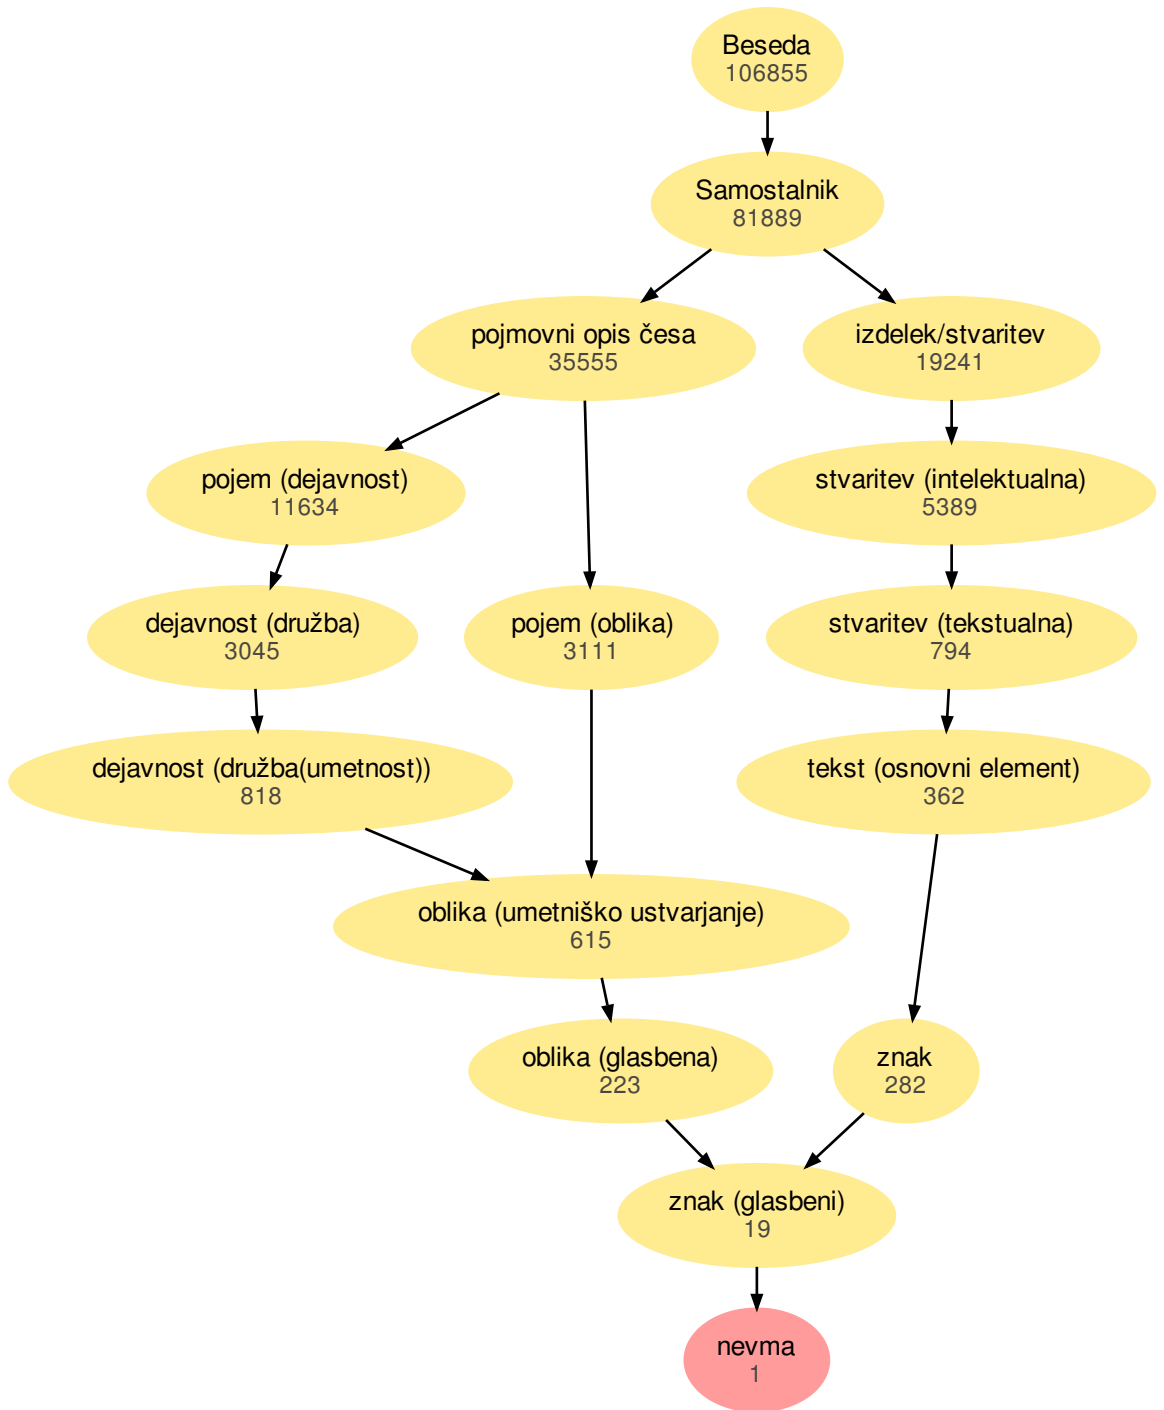 Beseda
106855
Samostalnik
81889
pojmovni opis česa
35555
izdelek/stvaritev
19241
pojem (dejavnost)
11634
stvaritev (intelektualna)
5389
dejavnost (družba)
3045
pojem (oblika)
3111
stvaritev (tekstualna)
794
dejavnost (družba(umetnost))
818
tekst (osnovni element)
362
oblika (umetniško ustvarjanje)
615
oblika (glasbena)
223
znak
282
znak (glasbeni)
19
nevma
1